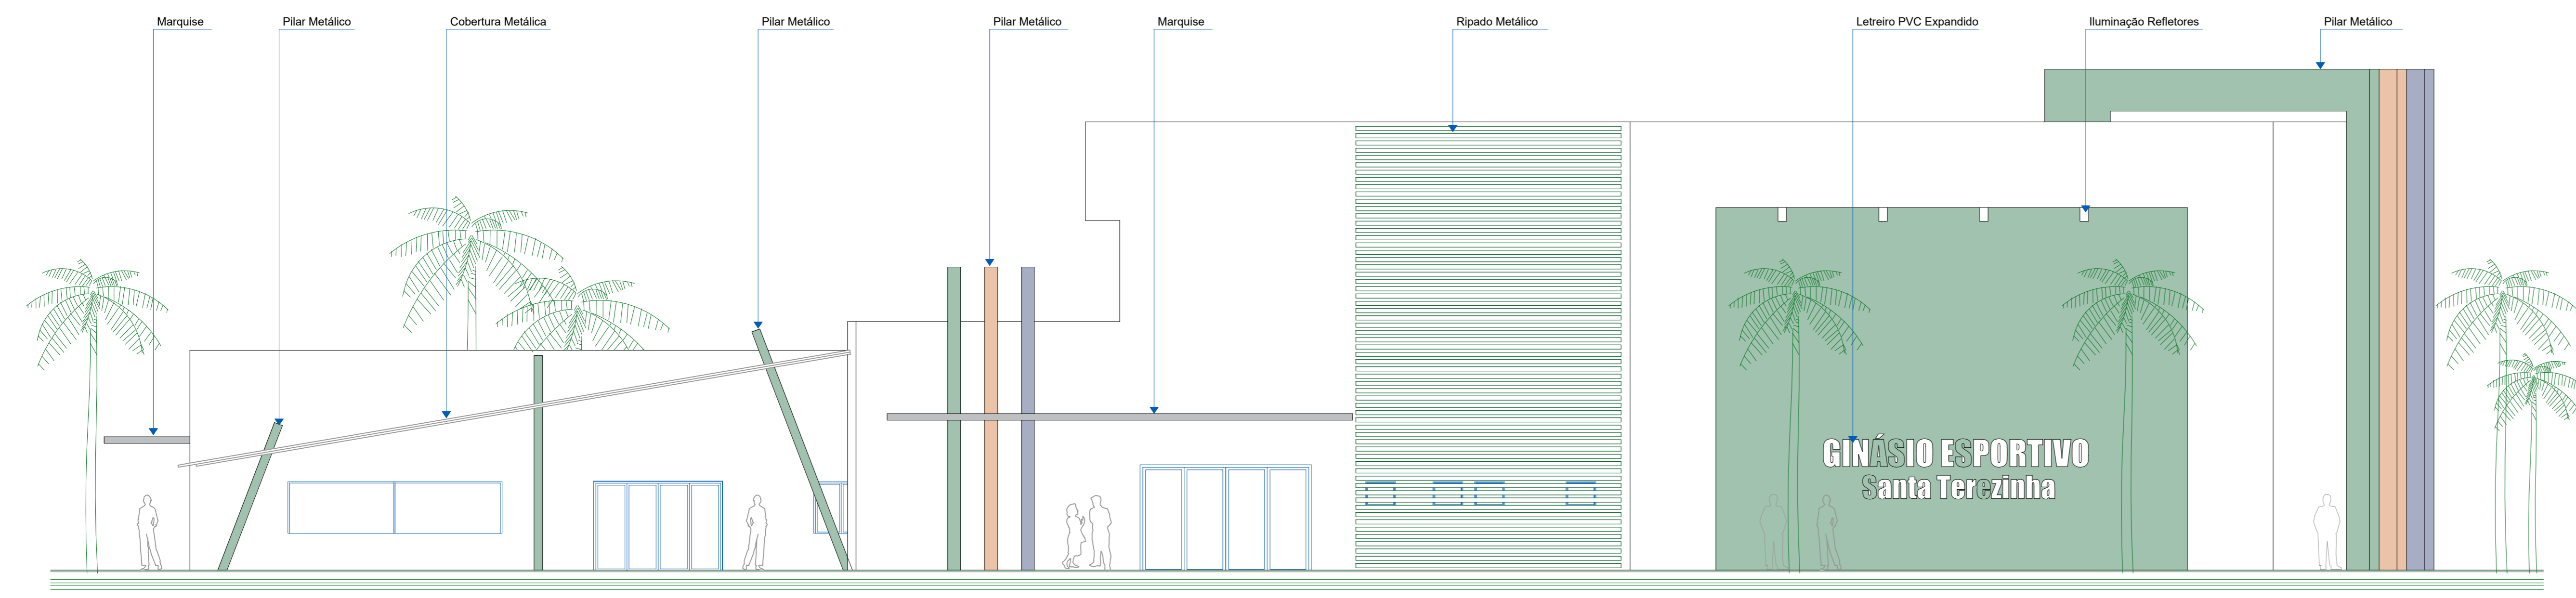 Marquise
Pilar Metálico
Cobertura Metálica
Pilar Metálico
Pilar Metálico
Marquise
Ripado Metálico
Letreiro PVC Expandido
Iluminação Refletores
Pilar Metálico
GINÁSIO ESPORTIVO
Santa Terezinha